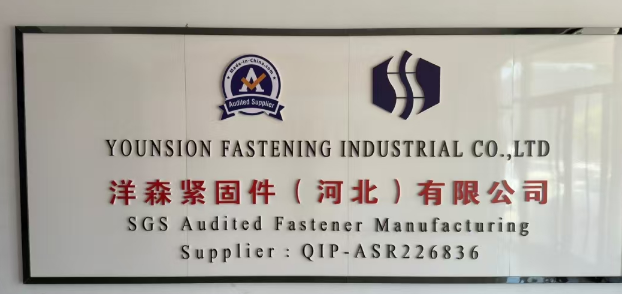 Made-in-China.com
Audited Supplier
YOUNSION FASTENING INDUSTRIAL CO.,LTD
洋森紧固件（河北）有限公司
SGS Audited Fastener Manufacturing
Supplier : QIP-ASR226836